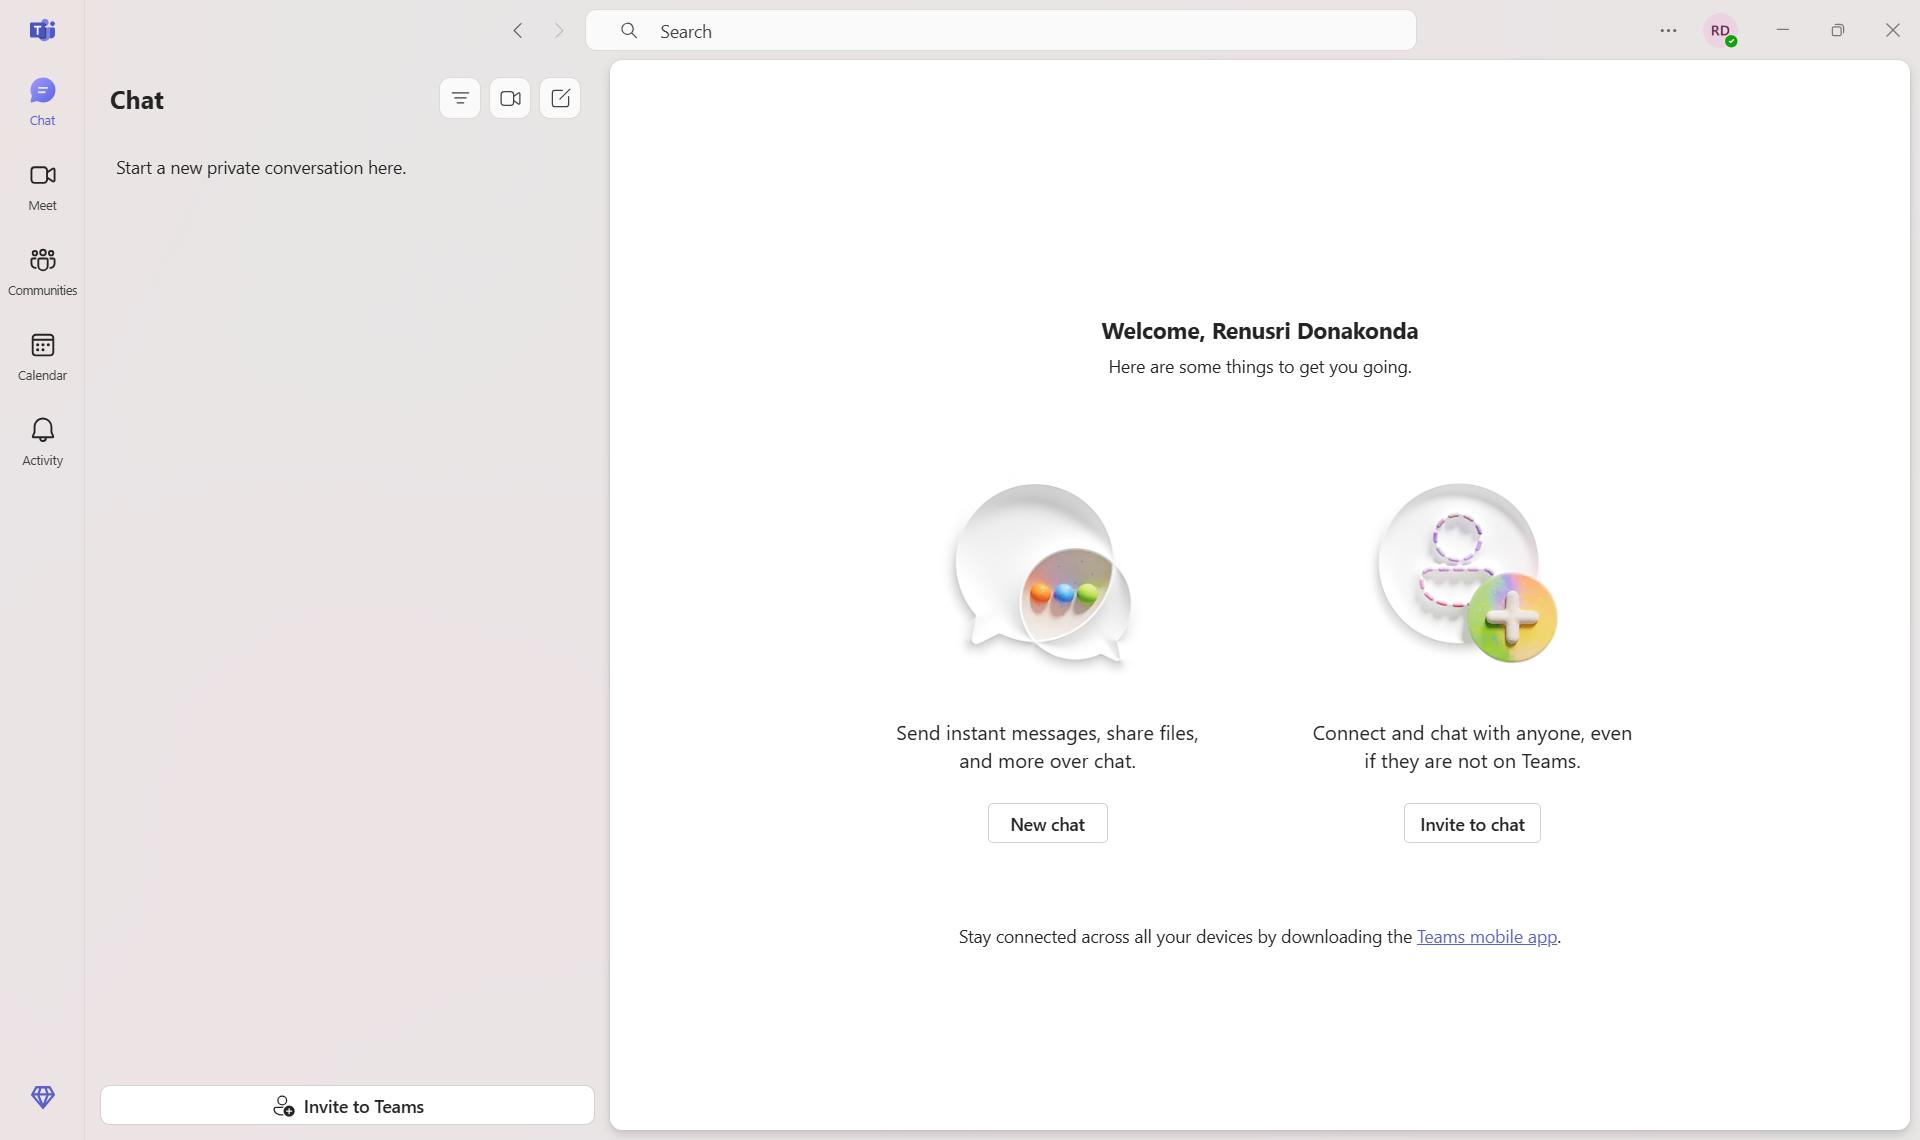 Search
RD
Chat
Chat
Start a new private conversation here.
Meet
Communities
Calendar
Activity
Welcome, Renusri Donakonda
Here are some things to get you going.
Send instant messages, share files,
and more over chat.
New chat
Connect and chat with anyone, even
if they are not on Teams.
Invite to chat
Stay connected across all your devices by downloading the Teams mobile app.
Invite to Teams